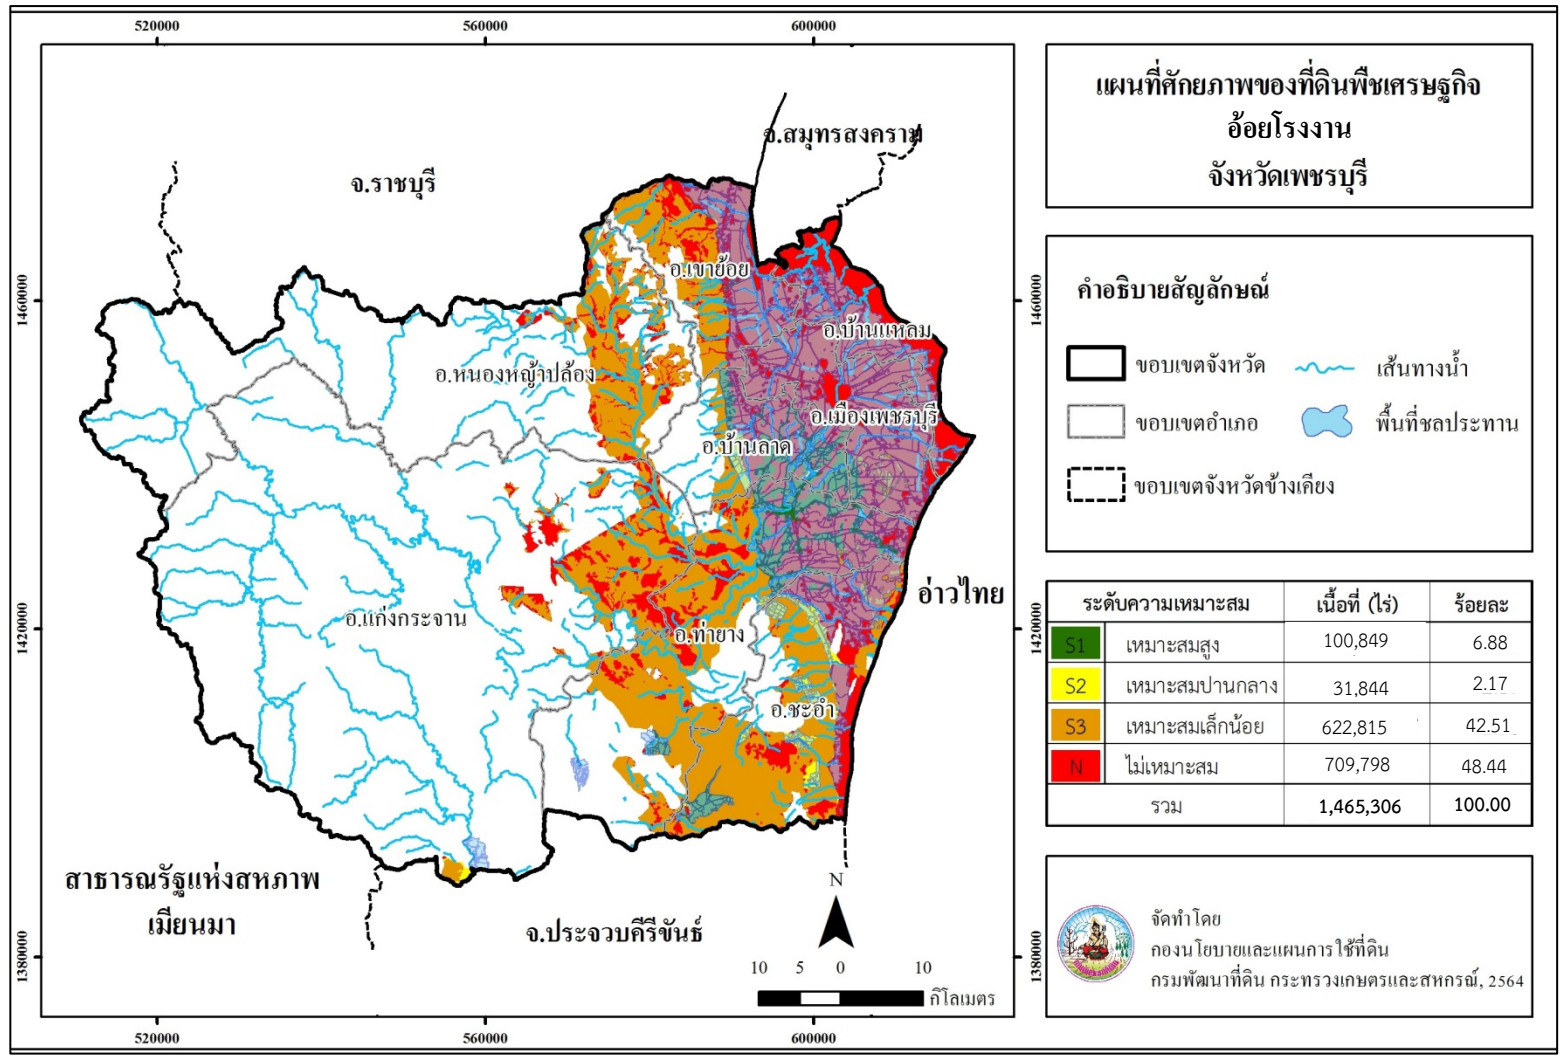 520000
560000
600000
แผนที่ศักยภาพของที่ดินพืชเศรษฐกิจ
อ้อยโรงงาน
จังหวัดเพชรบุรี
จ.สมุทรสงคราม
จ.ราชบุรี
อ.เขาย้อย
อ.บ้านแหลม
อ.หนองหญ้าปล้อง
อ.เมืองเพชรบุรี
อ.บ้านลาด
อ่าวไทย
อ.แก่งกระจาน
อ.ท่ายาง
อ.ชะอำ
สาธารณรัฐแห่งสหภาพ
เมียนมา
จ.ประจวบคีรีขันธ์
1460000
1420000
1380000
1460000
1420000
1380000
คำอธิบายสัญลักษณ์
ขอบเขตจังหวัด เส้นทางน้ำ
ขอบเขตอำเภอ พื้นที่ชลประทาน
ขอบเขตจังหวัดข้างเคียง
ระดับความเหมาะสม เนื้อที่ (ไร่) ร้อยละ
S1 เหมาะสมสูง 100,849 6.88
S2 เหมาะสมปานกลาง 31,844 2.17
S3 เหมาะสมเล็กน้อย 622,815 42.51
N ไม่เหมาะสม 709,798 48.44
รวม 1,465,306 100.00
N
10 5 0 10
กิโลเมตร
จัดทำโดย
กองนโยบายและแผนการใช้ที่ดิน
กรมพัฒนาที่ดิน กระทรวงเกษตรและสหกรณ์, 2564
520000
560000
600000